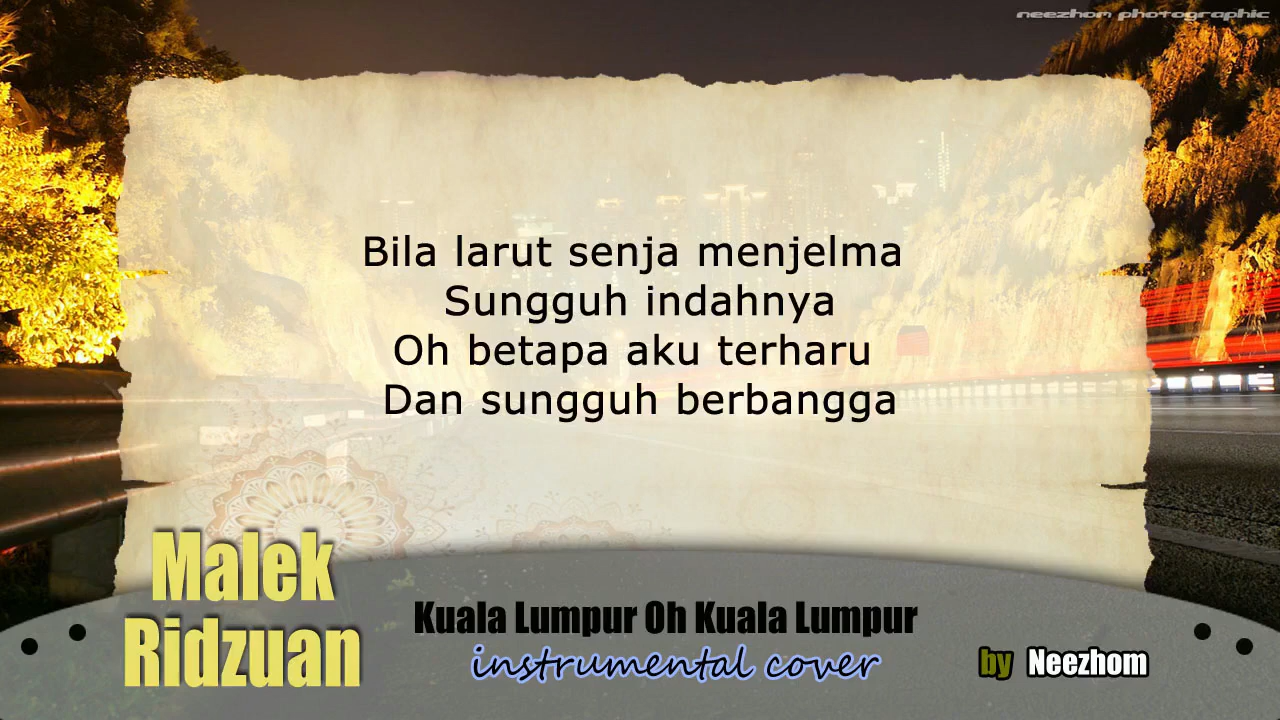 neezhom photographic
Bila larut senja menjelma
Sungguh indahnya
Oh betapa aku terharu
Dan sungguh berbangga
Malek
Ridzuan
Kuala Lumpur Oh Kuala Lumpur
instrumental cover
by Neezhom